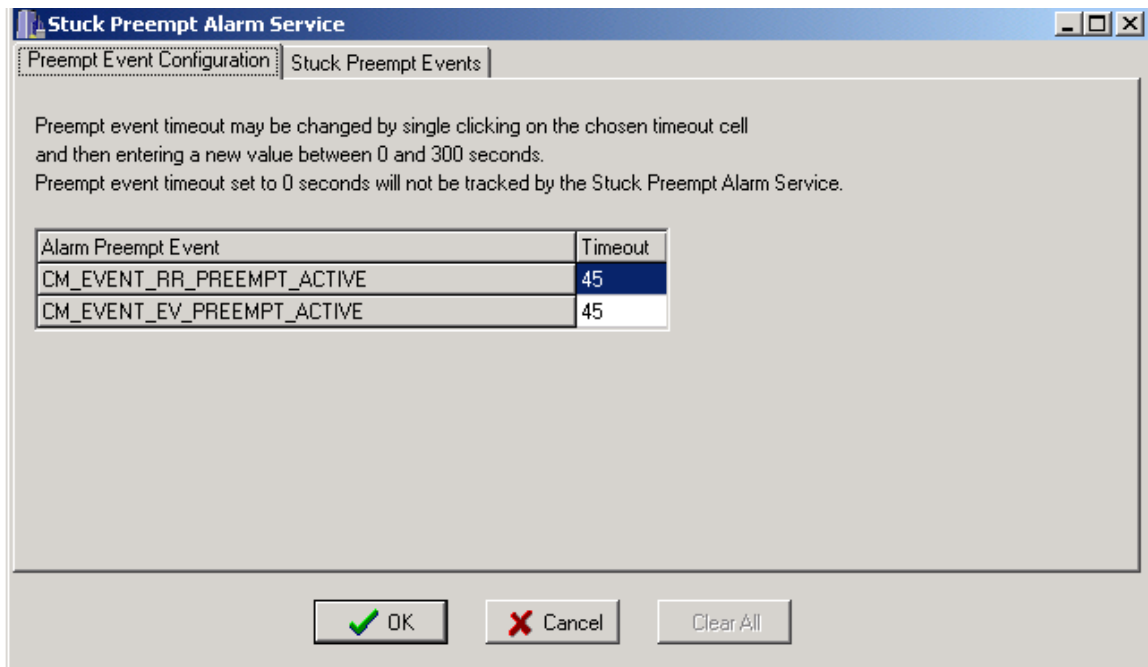 Stuck Preempt Alarm Service
Preempt Event Configuration Stuck Preempt Events
Preempt event timeout may be changed by single clicking on the chosen timeout cell
and then entering a new value between 0 and 300 seconds.
Preempt event timeout set to 0 seconds will not be tracked by the Stuck Preempt Alarm Service.
Alarm Preempt Event Timeout
CM_EVENT_RR_PREEMPT_ACTIVE 45
CM_EVENT_EV_PREEMPT_ACTIVE 45
OK Cancel Clear All